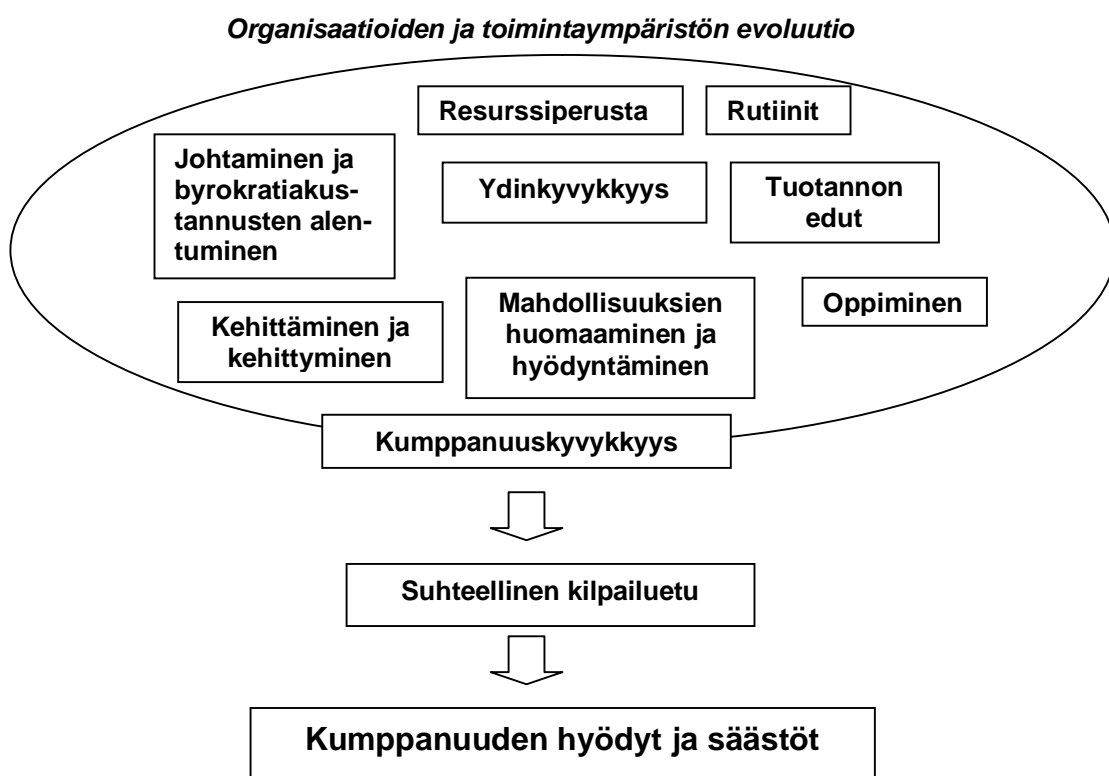 Organisaatioiden ja toimintaympäristön evoluutio
Resurssiperusta
Rutiinit
Johtaminen ja
byrokratiakus-
tannusten alen-
tuminen
Ydinkyvykkyys
Tuotannon
edut
Kehittäminen ja
kehittyminen
Mahdollisuuksien
huomaaminen ja
hyödyntäminen
Oppiminen
Kumppanuuskyvykkyys
Suhteellinen kilpailuetu
Kumppanuuden hyödyt ja säästöt